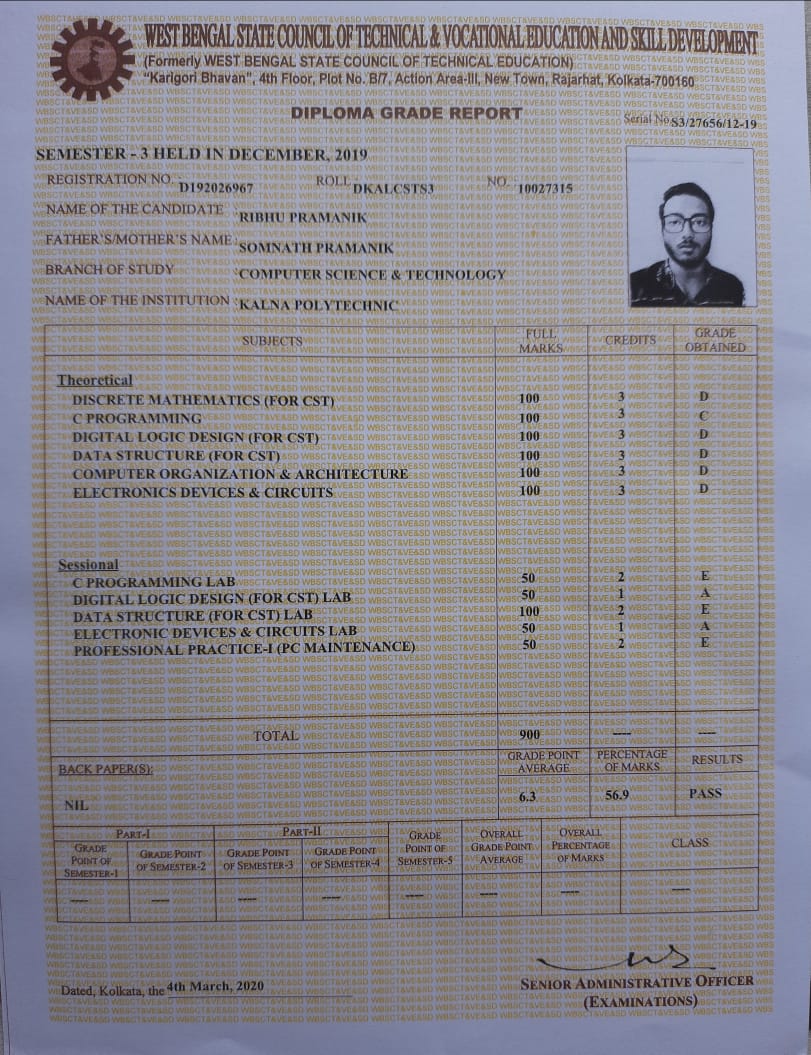 WEST BENGAL STATE COUNCIL OF TECHNICAL & VOCATIONAL EDUCATION AND SKILL DEVELOPMENT
(Formerly WEST BENGAL STATE COUNCIL OF TECHNICAL EDUCATION)
"Karigori Bhavan", 4th Floor, Plot No. B/7, Action Area-III, New Town, Rajarhat, Kolkata-700160
DIPLOMA GRADE REPORT
Serial No S3/27656/12-19
SEMESTER - 3 HELD IN DECEMBER, 2019
REGISTRATION NO. D192026967 ROLL DKALCSTS3 NO. 10027315
NAME OF THE CANDIDATE : RIBHU PRAMANIK
FATHER'S/MOTHER'S NAME : SOMNATH PRAMANIK
BRANCH OF STUDY : COMPUTER SCIENCE & TECHNOLOGY
NAME OF THE INSTITUTION : KALNA POLYTECHNIC
SUBJECTS FULL MARKS CREDITS GRADE OBTAINED
Theoretical
DISCRETE MATHEMATICS (FOR CST) 100 3 D
C PROGRAMMING 100 3 C
DIGITAL LOGIC DESIGN (FOR CST) 100 3 D
DATA STRUCTURE (FOR CST) 100 3 D
COMPUTER ORGANIZATION & ARCHITECTURE 100 3 D
ELECTRONICS DEVICES & CIRCUITS 100 3 D
Sessional
C PROGRAMMING LAB 50 2 E
DIGITAL LOGIC DESIGN (FOR CST) LAB 50 1 A
DATA STRUCTURE (FOR CST) LAB 100 2 E
ELECTRONIC DEVICES & CIRCUITS LAB 50 1 A
PROFESSIONAL PRACTICE-I (PC MAINTENANCE) 50 2 E
TOTAL 900 ---- ----
BACK PAPER(S): GRADE POINT AVERAGE PERCENTAGE OF MARKS RESULTS
NIL 6.3 56.9 PASS
PART-I PART-II
GRADE POINT OF SEMESTER-1 GRADE POINT OF SEMESTER-2 GRADE POINT OF SEMESTER-3 GRADE POINT OF SEMESTER-4 GRADE POINT OF SEMESTER-5 OVERALL GRADE POINT AVERAGE OVERALL PERCENTAGE OF MARKS CLASS
---- ---- ---- ---- ---- ---- ---- ----
Dated, Kolkata, the 4th March, 2020
SENIOR ADMINISTRATIVE OFFICER
(EXAMINATIONS)